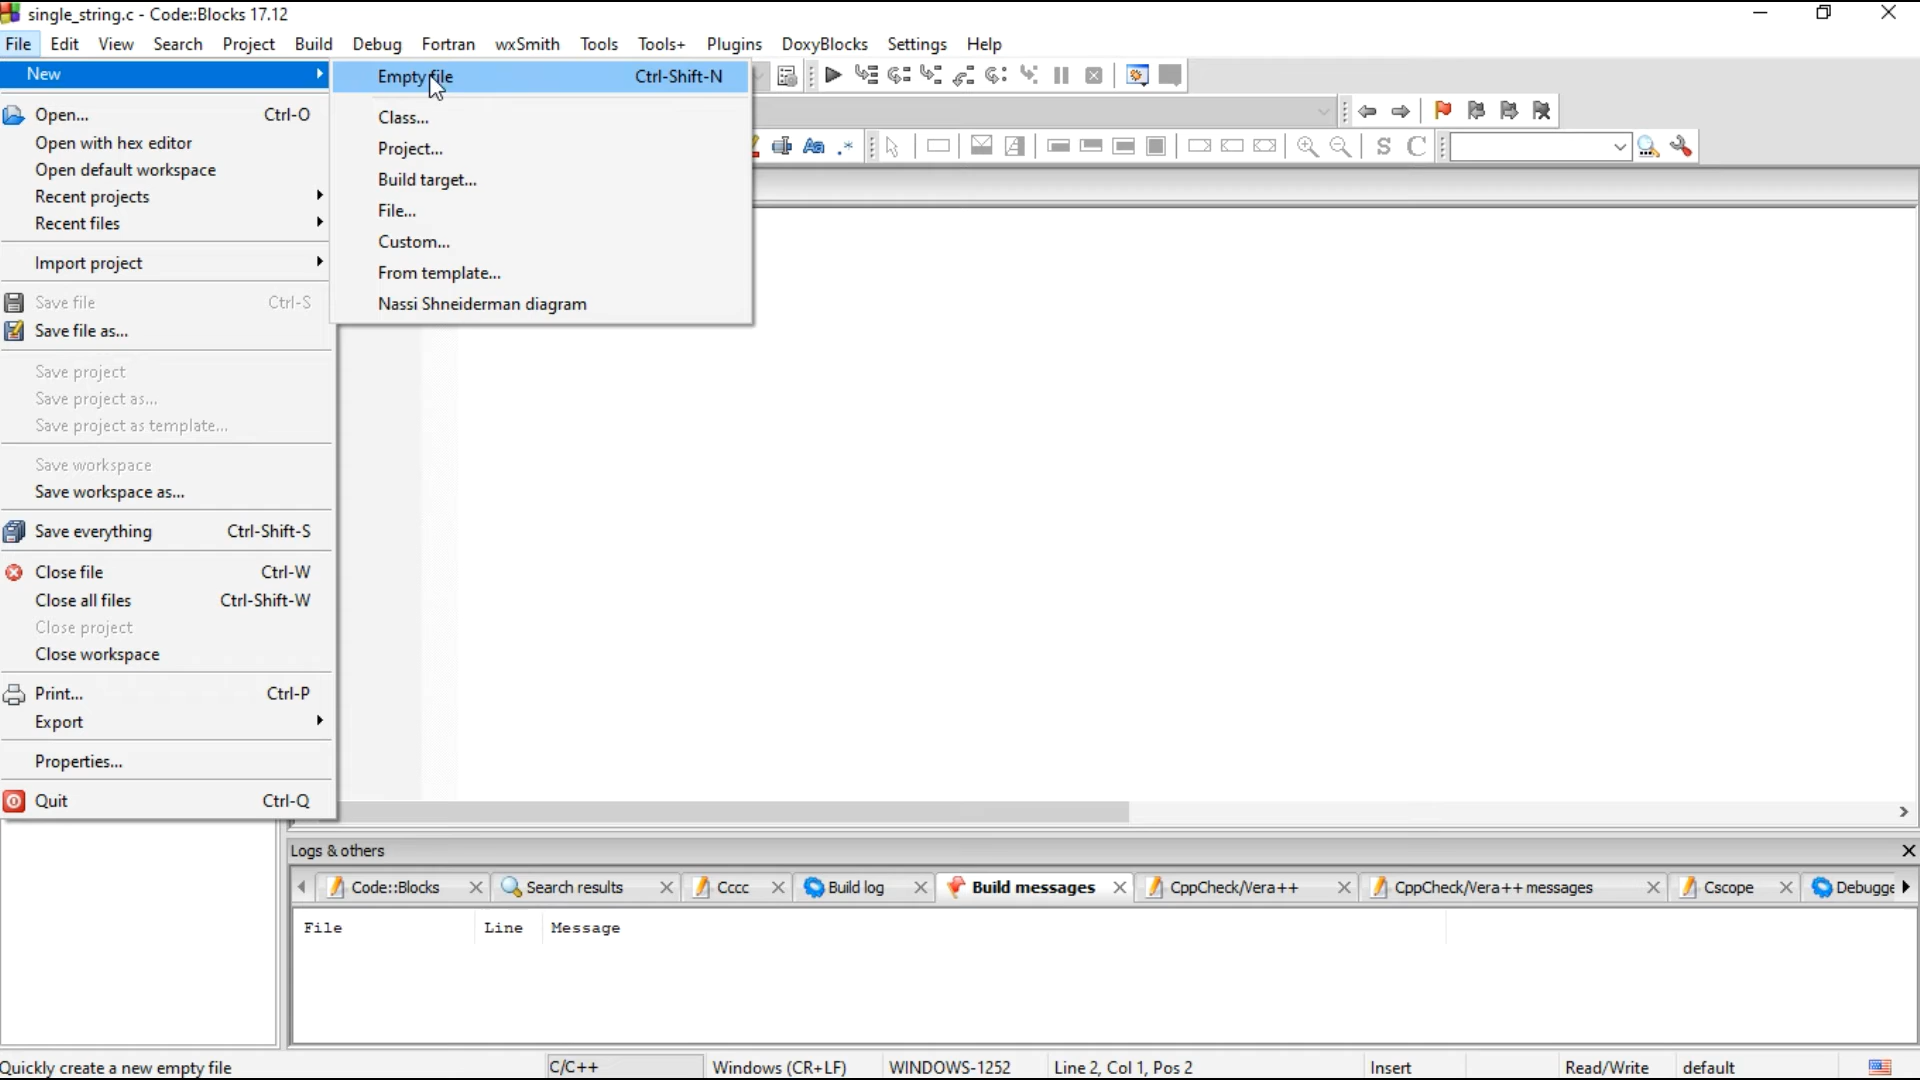 single_string.c - Code::Blocks 17.12
File Edit View Search Project Build Debug Fortran wxSmith Tools Tools+ Plugins DoxyBlocks Settings Help
New
Empty file Ctrl-Shift-N
Class...
Project...
Build target...
File...
Custom...
From template...
Nassi Shneiderman diagram
Open... Ctrl-O
Open with hex editor
Open default workspace
Recent projects
Recent files
Import project
Save file Ctrl-S
Save file as...
Save project
Save project as...
Save project as template...
Save workspace
Save workspace as...
Save everything Ctrl-Shift-S
Close file Ctrl-W
Close all files Ctrl-Shift-W
Close project
Close workspace
Print... Ctrl-P
Export
Properties...
Quit Ctrl-Q
Logs & others
Code::Blocks Search results Cccc Build log Build messages CppCheck/Vera++ CppCheck/Vera++ messages Cscope Debugge
File Line Message
Quickly create a new empty file C/C++ Windows (CR+LF) WINDOWS-1252 Line 2, Col 1, Pos 2 Insert Read/Write default